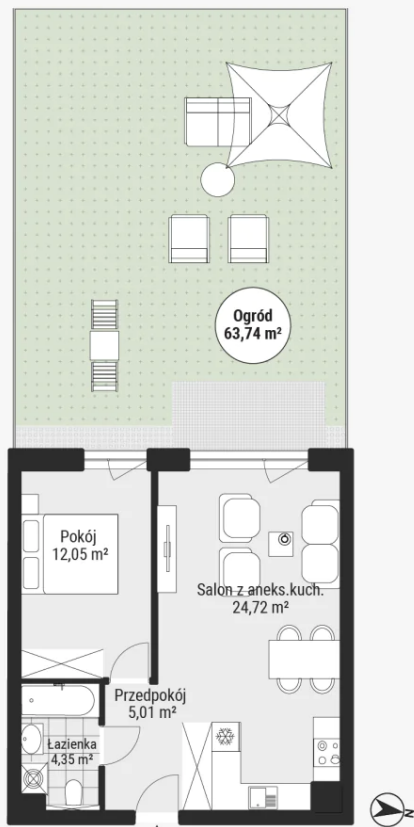 Ogród
63,74 m²
Pokój
12,05 m²
Salon z aneks.kuch.
24,72 m²
Przedpokój
5,01 m²
Łazienka
4,35 m²
N